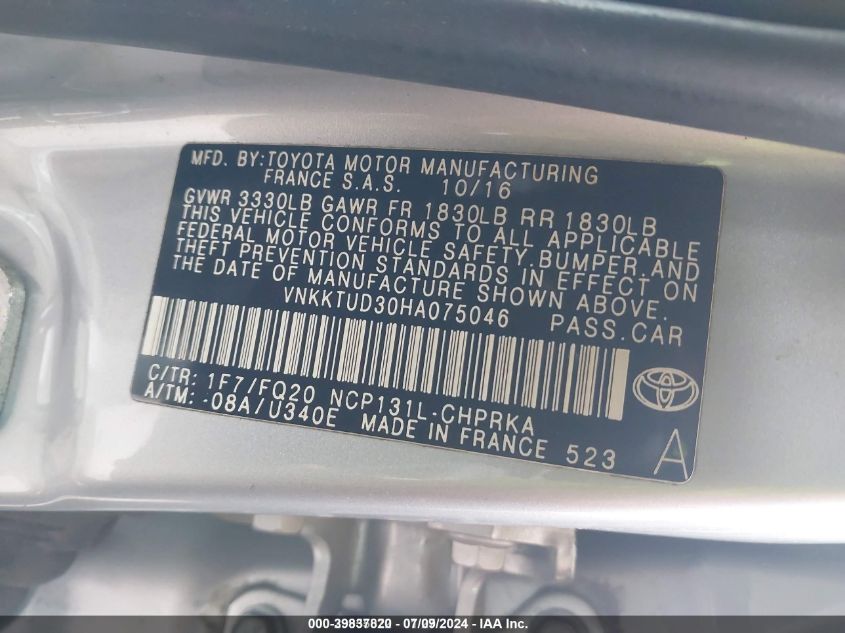 MFD. BY:TOYOTA MOTOR MANUFACTURING
FRANCE S.A.S. 10/16
GVWR 3330LB GAWR FR 1830LB RR 1830LB
THIS VEHICLE CONFORMS TO ALL APPLICABLE
FEDERAL MOTOR VEHICLE SAFETY,BUMPER,AND
THEFT PREVENTION STANDARDS IN EFFECT ON
THE DATE OF MANUFACTURE SHOWN ABOVE.
VNKKTUD30HA075046 PASS.CAR
C/TR: 1F7/FQ20 NCP131L-CHPRKA
A/TM: -08A/U340E MADE IN FRANCE 523
A
000-39837820 - 07/09/2024 - IAA, Inc.